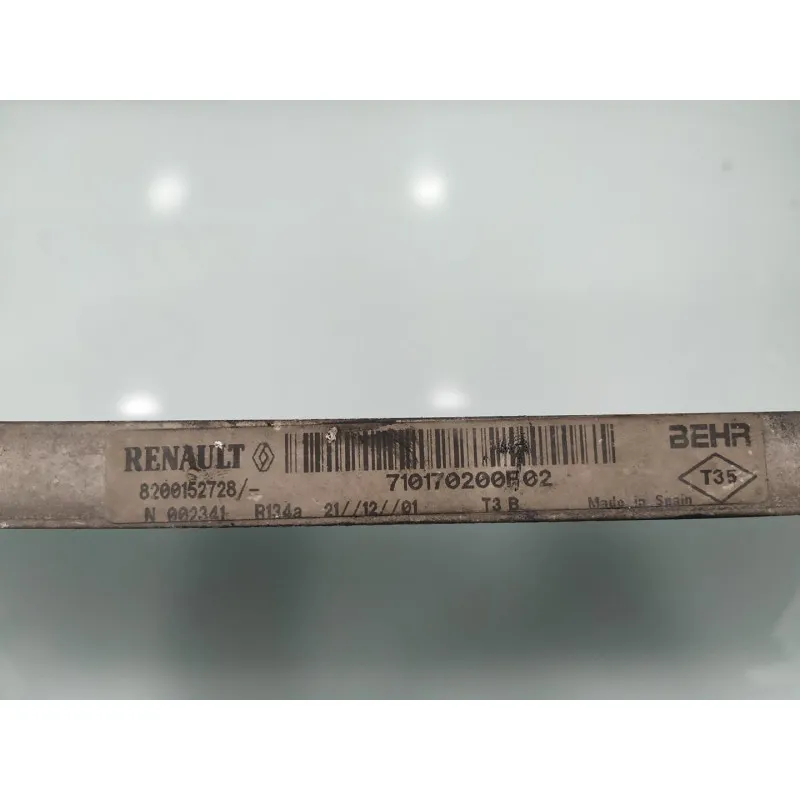 RENAULT
BEHR
8200152728/-
710170200F02
T35
N 002341 R134a 21//12//01 T3 B Made in Spain